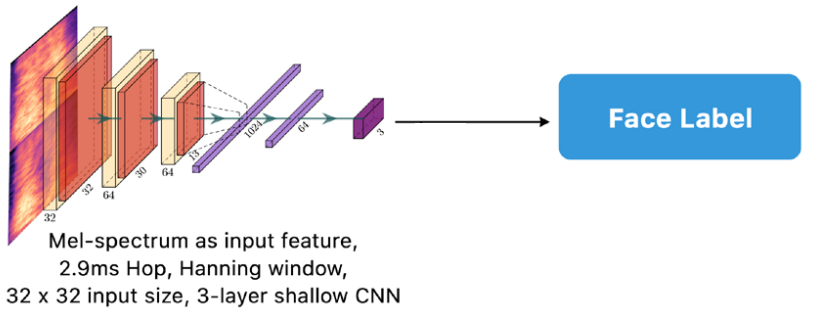 32
32
64
30
64
13
1024
64
3
Face Label
Mel-spectrum as input feature,
2.9ms Hop, Hanning window,
32 x 32 input size, 3-layer shallow CNN